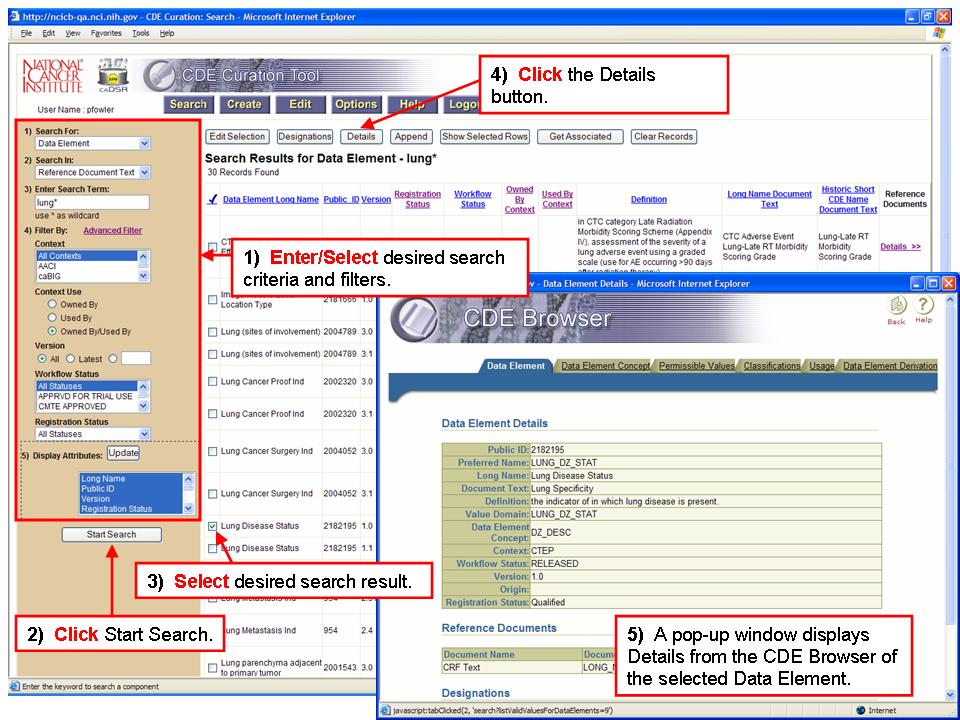 http://ncicb-qa.nci.nih.gov - CDE Curation: Search - Microsoft Internet Explorer
File Edit View Favorites Tools Help
NATIONAL
CANCER
INSTITUTE
caDSR
CDE Curation Tool
User Name : pfowler
Search Create Edit Options Help Logou
4) Click the Details
button.
1) Search For:
Data Element
2) Search In:
Reference Document Text
3) Enter Search Term:
lung*
use * as wildcard
4) Filter By: Advanced Filter
Context
All Contexts
AACI
caBIG
Context Use
Owned By
Used By
Owned By/Used By
Version
All Latest
Workflow Status
All Statuses
APPRVD FOR TRIAL USE
CMTE APPROVED
Registration Status
All Statuses
5) Display Attributes: Update
Long Name
Public ID
Version
Registration Status
Start Search
Edit Selection Designations Details Append Show Selected Rows Get Associated Clear Records
Search Results for Data Element - lung*
30 Records Found
Data Element Long Name Public_ID Version Registration Status Workflow Status Owned By Context Used By Context Definition Long Name Document Text Historic Short CDE Name Document Text Reference Documents
in CTC category Late Radiation
Morbidity Scoring Scheme (Appendix
IV), assessment of the severity of a
lung adverse event using a graded
scale (use for AE occurring >90 days
after radiation therapy)
CTC Adverse Event
Lung-Late RT Morbidity
Scoring Grade
Lung-Late RT
Morbidity
Scoring Grade
Details >>
1) Enter/Select desired search
criteria and filters.
Location Type 2181666 1.0
Lung (sites of involvement) 2004789 3.0
Lung (sites of involvement) 2004789 3.1
Lung Cancer Proof Ind 2002320 3.0
Lung Cancer Proof Ind 2002320 3.1
Lung Cancer Surgery Ind 2004052 3.0
Lung Cancer Surgery Ind 2004052 3.1
Lung Disease Status 2182195 1.0
Lung Disease Status 2182195 1.1
3) Select desired search result.
Lung Metastasis Ind
2) Click Start Search.
Lung Metastasis Ind 954 2.4
Lung parenchyma adjacent
to primary tumor 2001543 3.0
Enter the keyword to search a component
ov - Data Element Details - Microsoft Internet Explorer
CDE Browser
Back Help
Data Element Data Element Concept Permissible Values Classifications Usage Data Element Derivation
Data Element Details
Public ID: 2182195
Preferred Name: LUNG_DZ_STAT
Long Name: Lung Disease Status
Document Text: Lung Specificity
Definition: the indicator of in which lung disease is present.
Value Domain: LUNG_DZ_STAT
Data Element
Concept: DZ_DESC
Context: CTEP
Workflow Status: RELEASED
Version: 1.0
Origin:
Registration Status: Qualified
Reference Documents
Document Name Docum
CRF Text LONG_N
Designations
5) A pop-up window displays
Details from the CDE Browser of
the selected Data Element.
javascript:tabClicked(2, 'search?listValidValuesForDataElements=9') Internet